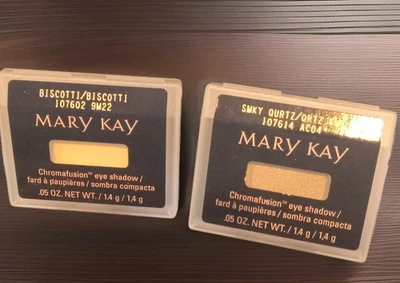 BISCOTTI/BISCOTTI
107602 9M22
MARY KAY
Chromafusion™ eye shadow /
fard à paupières / sombra compacta
.05 OZ. NET WT. / 1,4 g / 1,4 g
SMKY QURTZ/QRTZ
107614 AC04
MARY KAY
Chromafusion™ eye shadow /
fard à paupières / sombra compacta
.05 OZ. NET WT. / 1,4 g / 1,4 g